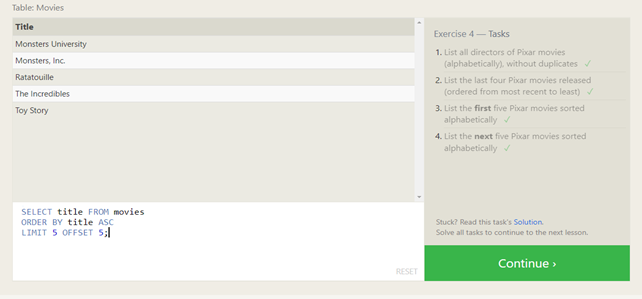 Table: Movies
Title
Monsters University
Monsters, Inc.
Ratatouille
The Incredibles
Toy Story
SELECT title FROM movies
ORDER BY title ASC
LIMIT 5 OFFSET 5;
RESET
Exercise 4 — Tasks
1. List all directors of Pixar movies
(alphabetically), without duplicates ✓
2. List the last four Pixar movies released
(ordered from most recent to least) ✓
3. List the first five Pixar movies sorted
alphabetically ✓
4. List the next five Pixar movies sorted
alphabetically ✓
Stuck? Read this task's Solution.
Solve all tasks to continue to the next lesson.
Continue ›